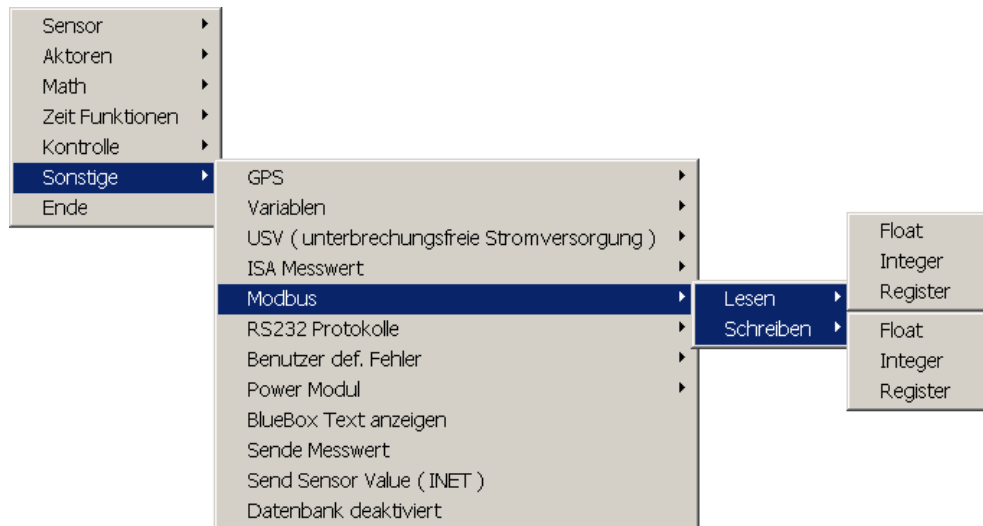 Sensor
Aktoren
Math
Zeit Funktionen
Kontrolle
Sonstige
Ende
GPS
Variablen
USV ( unterbrechungsfreie Stromversorgung )
ISA Messwert
Modbus
RS232 Protokolle
Benutzer def. Fehler
Power Modul
BlueBox Text anzeigen
Sende Messwert
Send Sensor Value ( INET )
Datenbank deaktiviert
Lesen
Schreiben
Float
Integer
Register
Float
Integer
Register